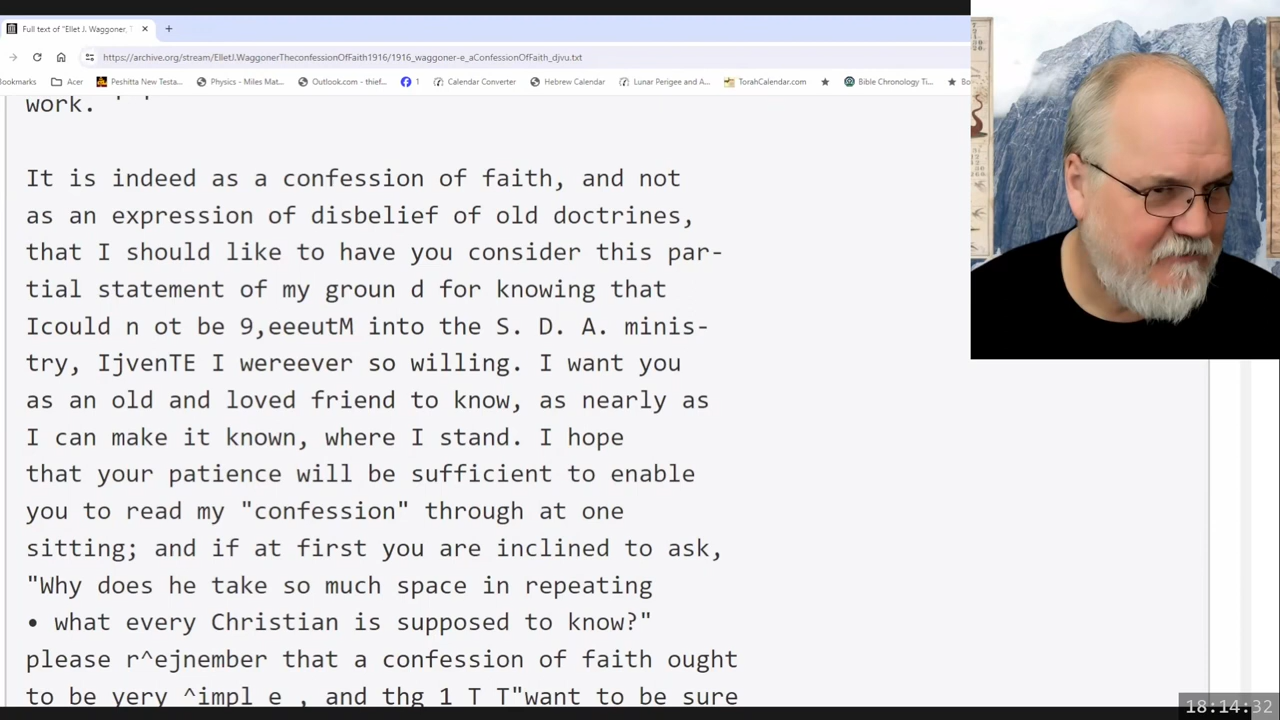 Full text of "Ellet J. Waggoner, T
https://archive.org/stream/ElletJ.WaggonerTheconfessionOfFaith1916/1916_waggoner-e_aConfessionOfFaith_djvu.txt
ookmarks Acer Peshitta New Testa... Physics - Miles Mat... Outlook.com - thief... 1 Calendar Converter Hebrew Calendar Lunar Perigee and A... TorahCalendar.com Bible Chronology Ti... Bo
work.
It is indeed as a confession of faith, and not
as an expression of disbelief of old doctrines,
that I should like to have you consider this par-
tial statement of my groun d for knowing that
Icould n ot be 9,eeeutM into the S. D. A. minis-
try, IjvenTE I wereever so willing. I want you
as an old and loved friend to know, as nearly as
I can make it known, where I stand. I hope
that your patience will be sufficient to enable
you to read my "confession" through at one
sitting; and if at first you are inclined to ask,
"Why does he take so much space in repeating
• what every Christian is supposed to know?"
please r^ejnember that a confession of faith ought
to be yery ^impl e , and thg 1 T T"want to be sure
18:14:32